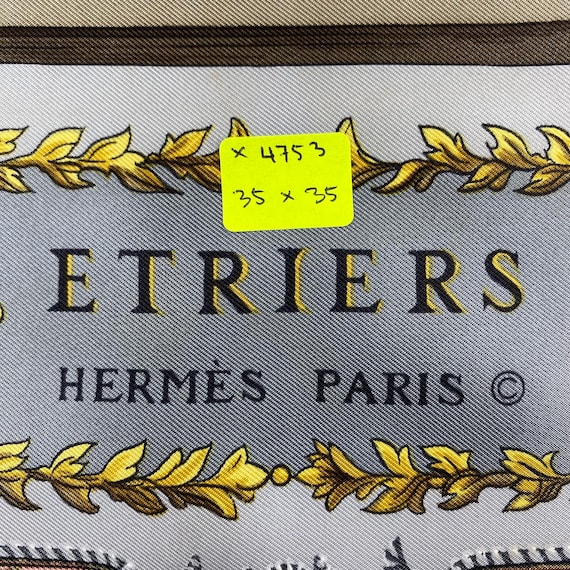 x 4753
35 x 35
ETRIERS
HERMÈS PARIS ©